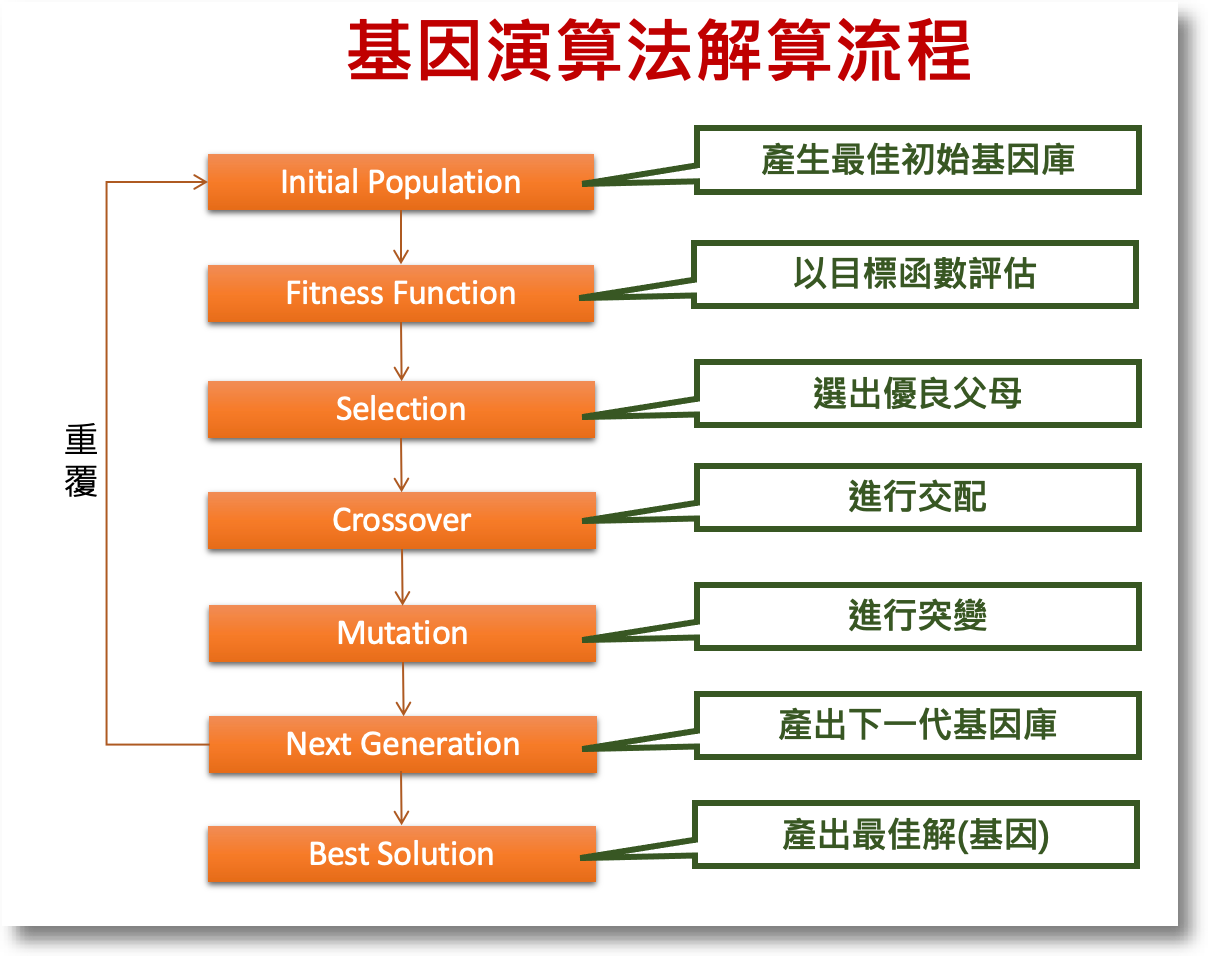 基因演算法解算流程
Initial Population
產生最佳初始基因庫
Fitness Function
以目標函數評估
Selection
選出優良父母
Crossover
進行交配
Mutation
進行突變
Next Generation
產出下一代基因庫
Best Solution
產出最佳解(基因)
重覆